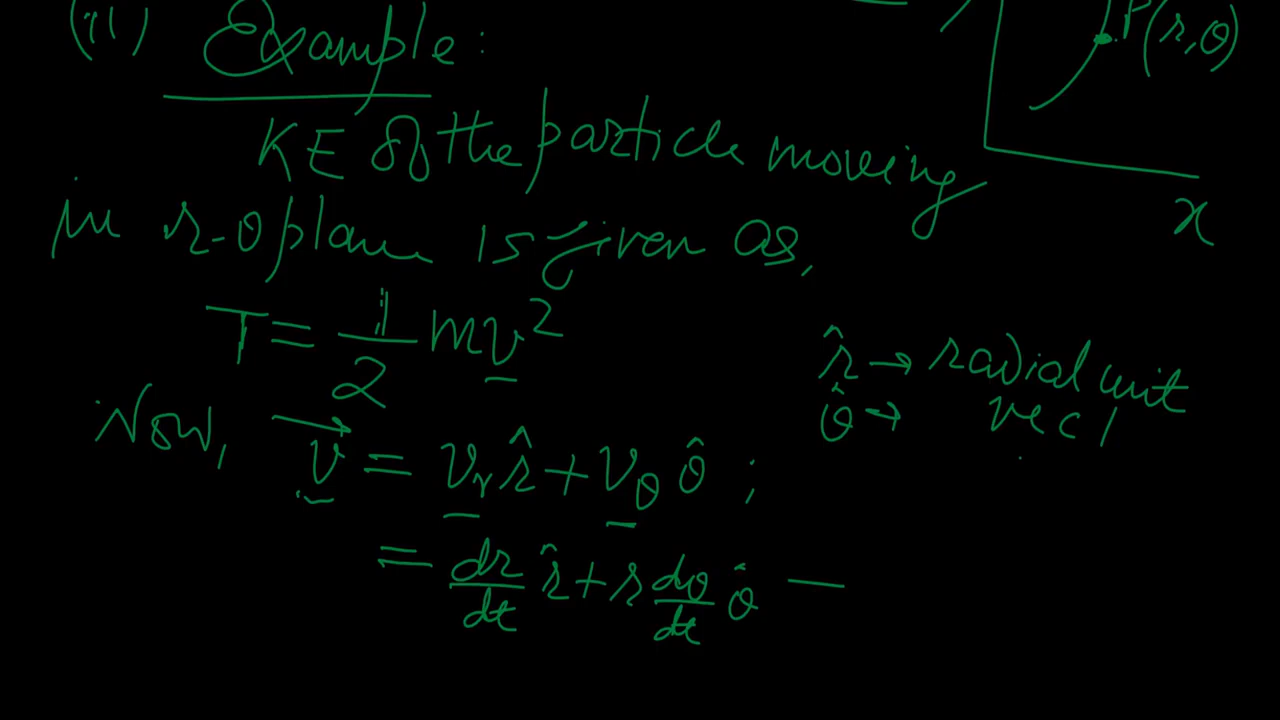 (ii) Example:
P(r,θ)
KE of the particle moving
x
in r-θ plane is given as,
T = 1/2 mv²
r̂ → radial unit
θ̂ → vec
Now, v⃗ = vᵣ r̂ + v_θ θ̂ ;
= dr/dt r̂ + r dθ/dt θ̂ —